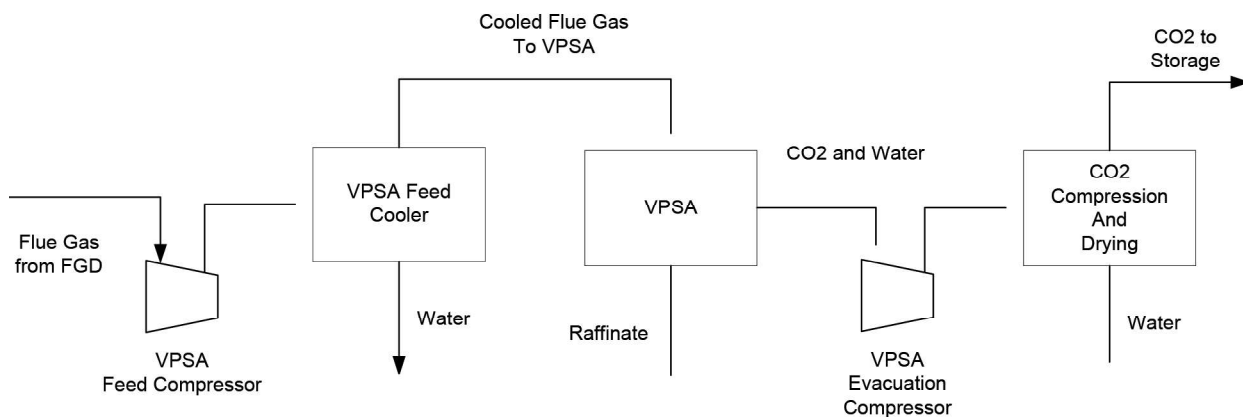 Cooled Flue Gas
To VPSA
CO2 to
Storage
VPSA Feed
Cooler
VPSA
CO2 and Water
CO2
Compression
And
Drying
Flue Gas
from FGD
Water
Raffinate
Water
VPSA
Feed Compressor
VPSA
Evacuation
Compressor